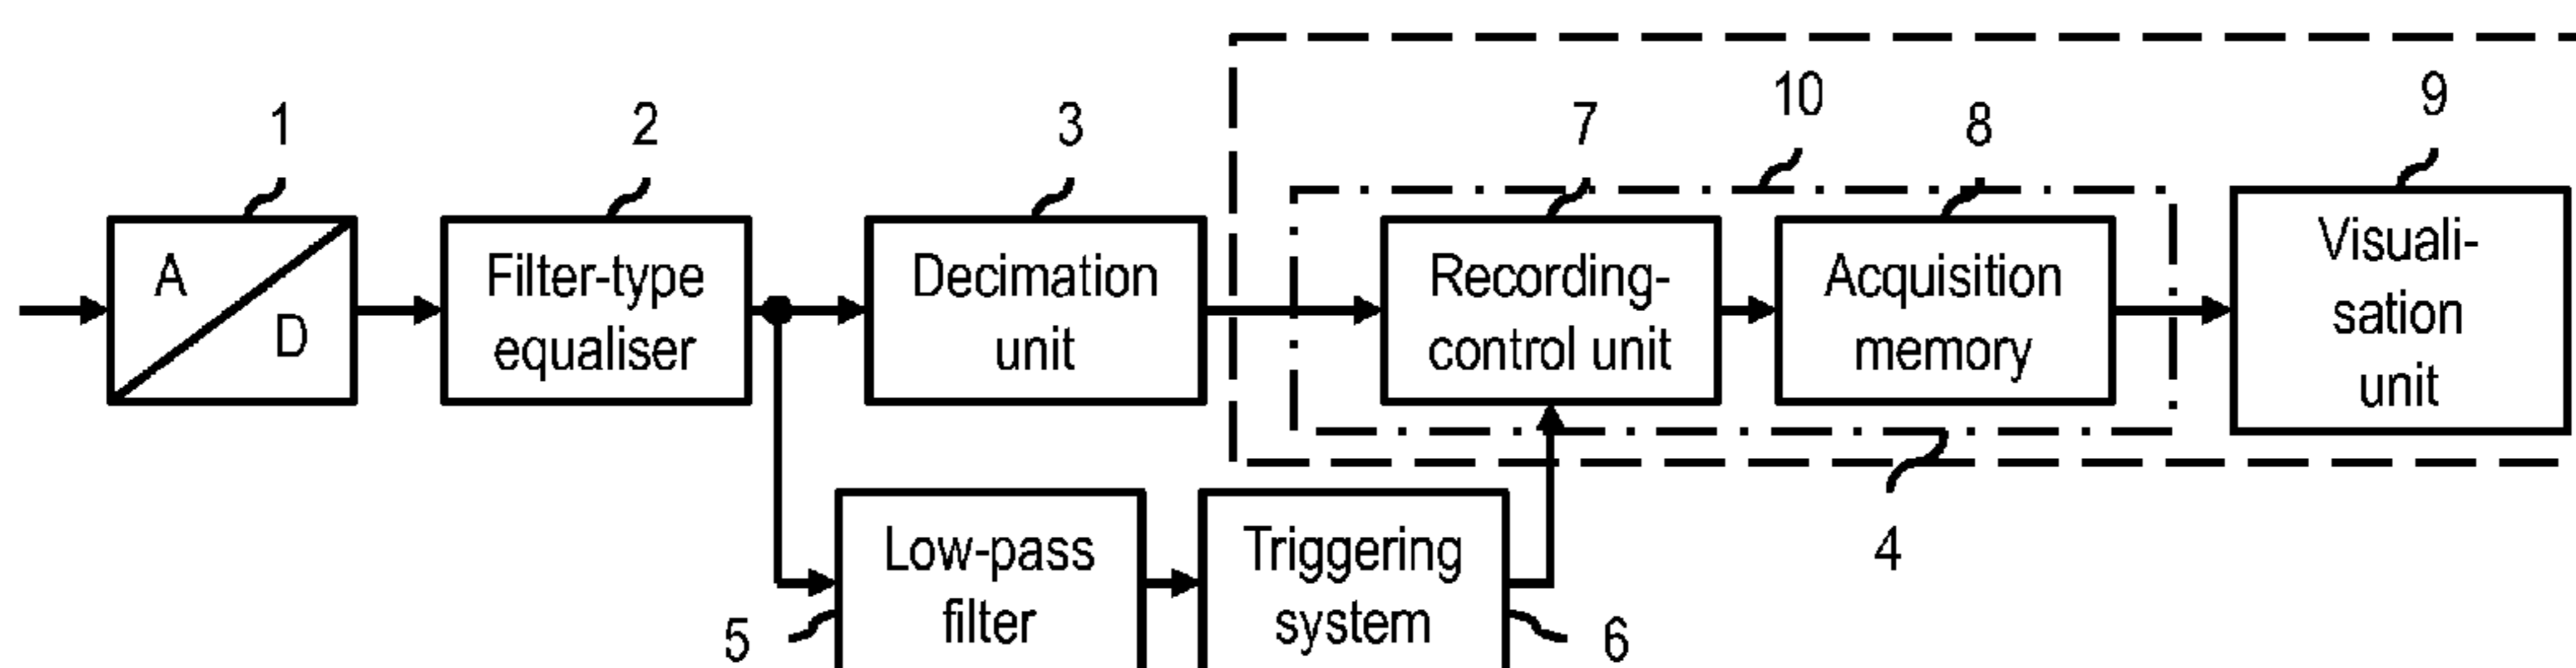 1
2
3
7
10
8
9
A
D
Filter-type
equaliser
Decimation
unit
Recording-
control unit
Acquisition
memory
Visuali-
sation
unit
Low-pass
filter
Triggering
system
4
5
6